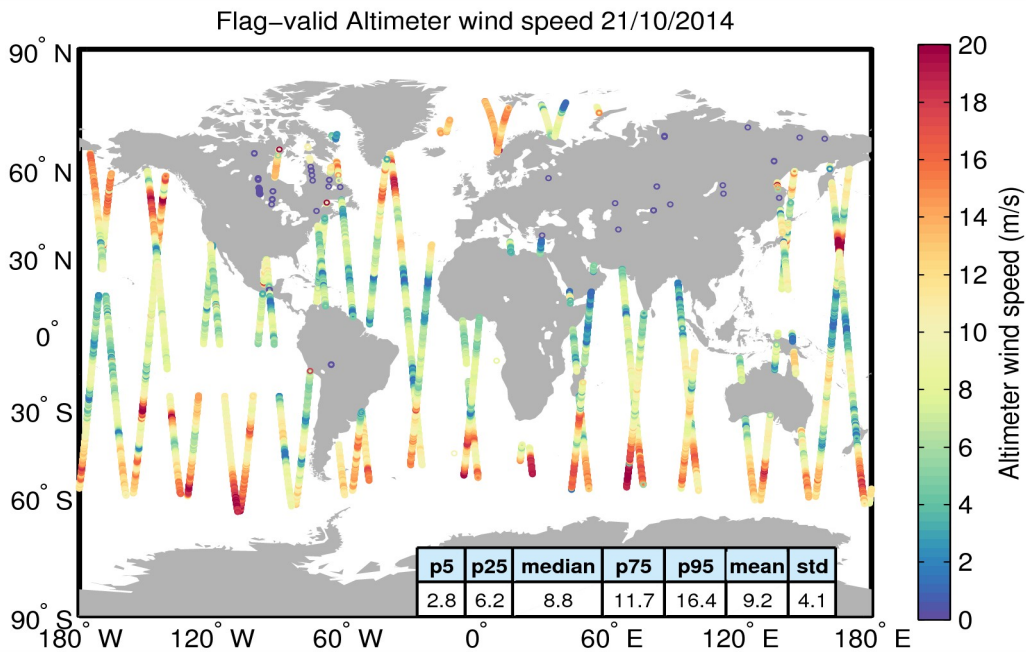 Flag−valid Altimeter wind speed 21/10/2014
90° N
60° N
30° N
0°
30° S
60° S
90° S
180° W
120° W
60° W
0°
60° E
120° E
180° E
p5 p25 median p75 p95 mean std
2.8 6.2 8.8 11.7 16.4 9.2 4.1
20
18
16
14
12
10
8
6
4
2
0
Altimeter wind speed (m/s)